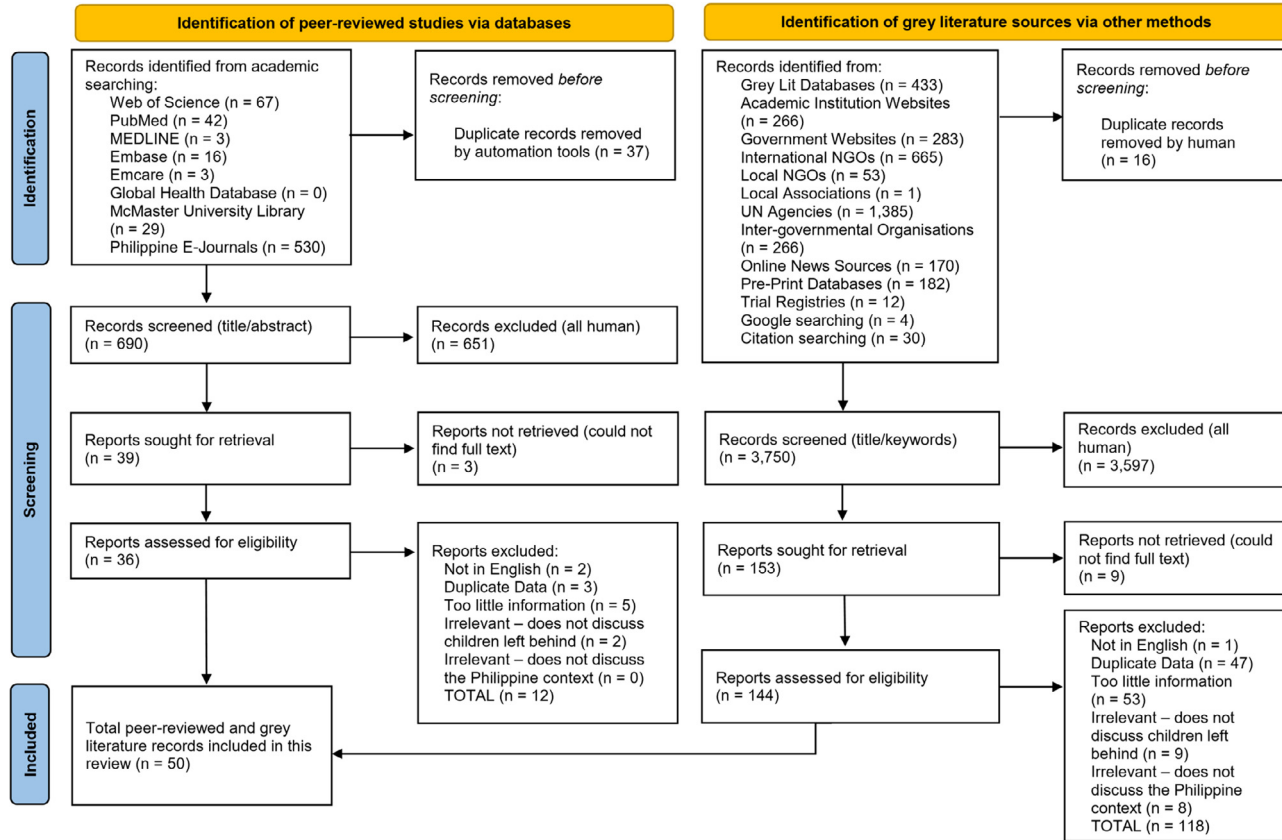 Identification of peer-reviewed studies via databases
Identification of grey literature sources via other methods
Identification
Records identified from academic
searching:
Web of Science (n = 67)
PubMed (n = 42)
MEDLINE (n = 3)
Embase (n = 16)
Emcare (n = 3)
Global Health Database (n = 0)
McMaster University Library
(n = 29)
Philippine E-Journals (n = 530)
Records removed before
screening:
Duplicate records removed
by automation tools (n = 37)
Records identified from:
Grey Lit Databases (n = 433)
Academic Institution Websites
(n = 266)
Government Websites (n = 283)
International NGOs (n = 665)
Local NGOs (n = 53)
Local Associations (n = 1)
UN Agencies (n = 1,385)
Inter-governmental Organisations
(n = 266)
Online News Sources (n = 170)
Pre-Print Databases (n = 182)
Trial Registries (n = 12)
Google searching (n = 4)
Citation searching (n = 30)
Records removed before
screening:
Duplicate records
removed by human
(n = 16)
Screening
Records screened (title/abstract)
(n = 690)
Records excluded (all human)
(n = 651)
Reports sought for retrieval
(n = 39)
Reports not retrieved (could not
find full text)
(n = 3)
Records screened (title/keywords)
(n = 3,750)
Records excluded (all
human)
(n = 3,597)
Reports assessed for eligibility
(n = 36)
Reports excluded:
Not in English (n = 2)
Duplicate Data (n = 3)
Too little information (n = 5)
Irrelevant – does not discuss
children left behind (n = 2)
Irrelevant – does not discuss
the Philippine context (n = 0)
TOTAL (n = 12)
Reports sought for retrieval
(n = 153)
Reports not retrieved (could
not find full text)
(n = 9)
Reports assessed for eligibility
(n = 144)
Reports excluded:
Not in English (n = 1)
Duplicate Data (n = 47)
Too little information
(n = 53)
Irrelevant – does not
discuss children left
behind (n = 9)
Irrelevant – does not
discuss the Philippine
context (n = 8)
TOTAL (n = 118)
Included
Total peer-reviewed and grey
literature records included in this
review (n = 50)